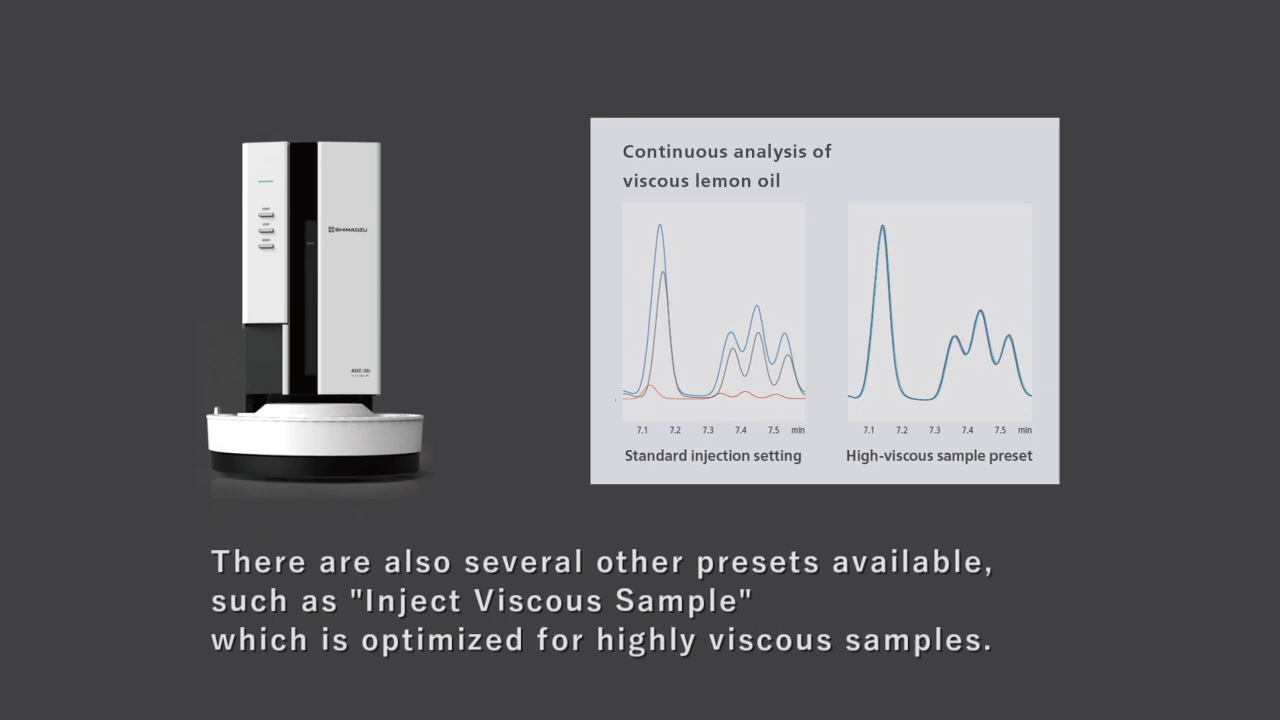 SHIMADZU
Continuous analysis of
viscous lemon oil
7.1 7.2 7.3 7.4 7.5 min
7.1 7.2 7.3 7.4 7.5 min
Standard injection setting
High-viscous sample preset
There are also several other presets available,
such as "Inject Viscous Sample"
which is optimized for highly viscous samples.